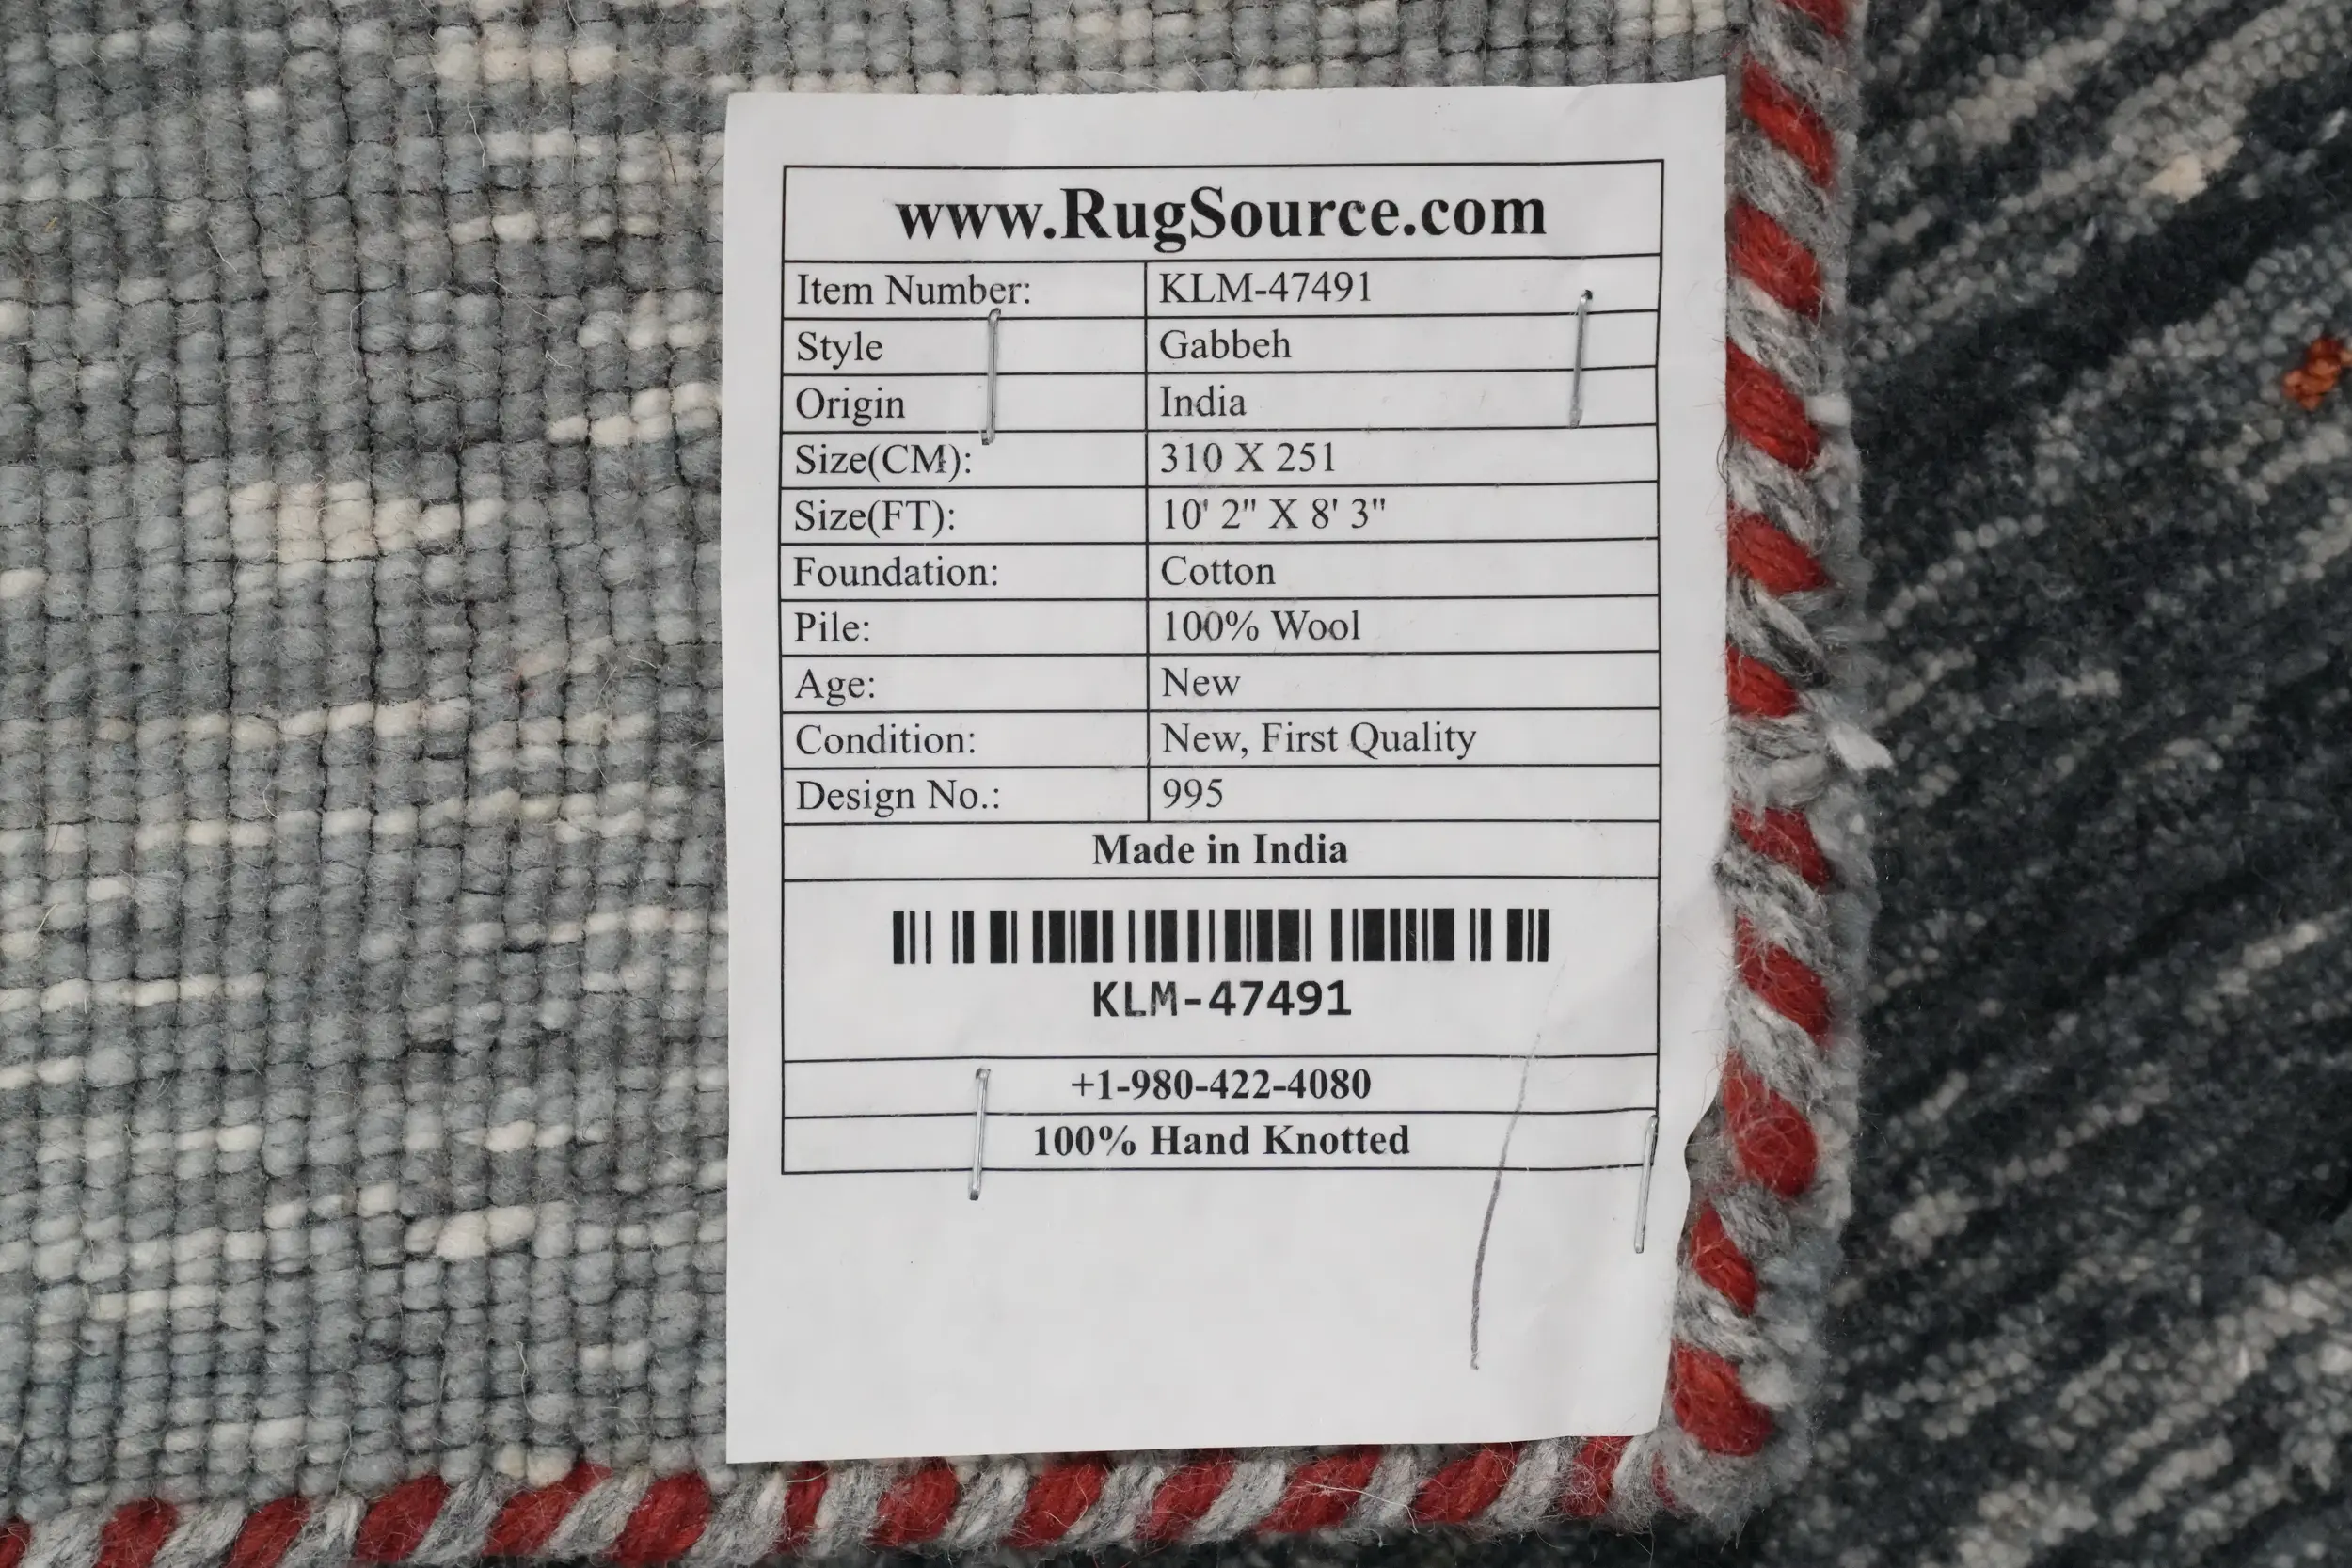 www.RugSource.com
Item Number: KLM-47491
Style Gabbeh
Origin India
Size(CM): 310 X 251
Size(FT): 10' 2" X 8' 3"
Foundation: Cotton
Pile: 100% Wool
Age: New
Condition: New, First Quality
Design No.: 995
Made in India
KLM-47491
+1-980-422-4080
100% Hand Knotted